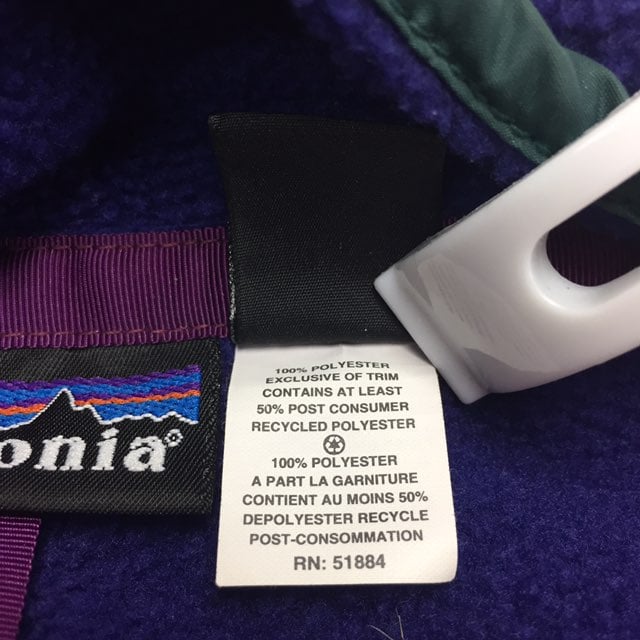 onia®
100% POLYESTER
EXCLUSIVE OF TRIM
CONTAINS AT LEAST
50% POST CONSUMER
RECYCLED POLYESTER
100% POLYESTER
A PART LA GARNITURE
CONTIENT AU MOINS 50%
DEPOLYESTER RECYCLE
POST-CONSOMMATION
RN: 51884